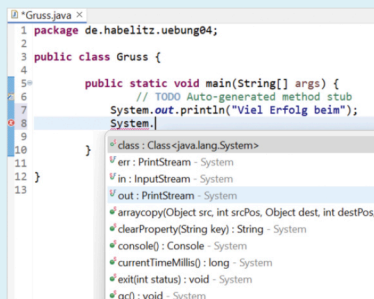 *Gruss.java
1 package de.habelitz.uebung04;
2
3 public class Gruss {
4
5 public static void main(String[] args) {
6 // TODO Auto-generated method stub
7 System.out.println("Viel Erfolg beim");
8 System.
9
10 }
11
12 }
13
class : Class<java.lang.System>
err : PrintStream - System
in : InputStream - System
out : PrintStream - System
arraycopy(Object src, int srcPos, Object dest, int destPos
clearProperty(String key) : String - System
console() : Console - System
currentTimeMillis() : long - System
exit(int status) : void - System
gc() : void - System